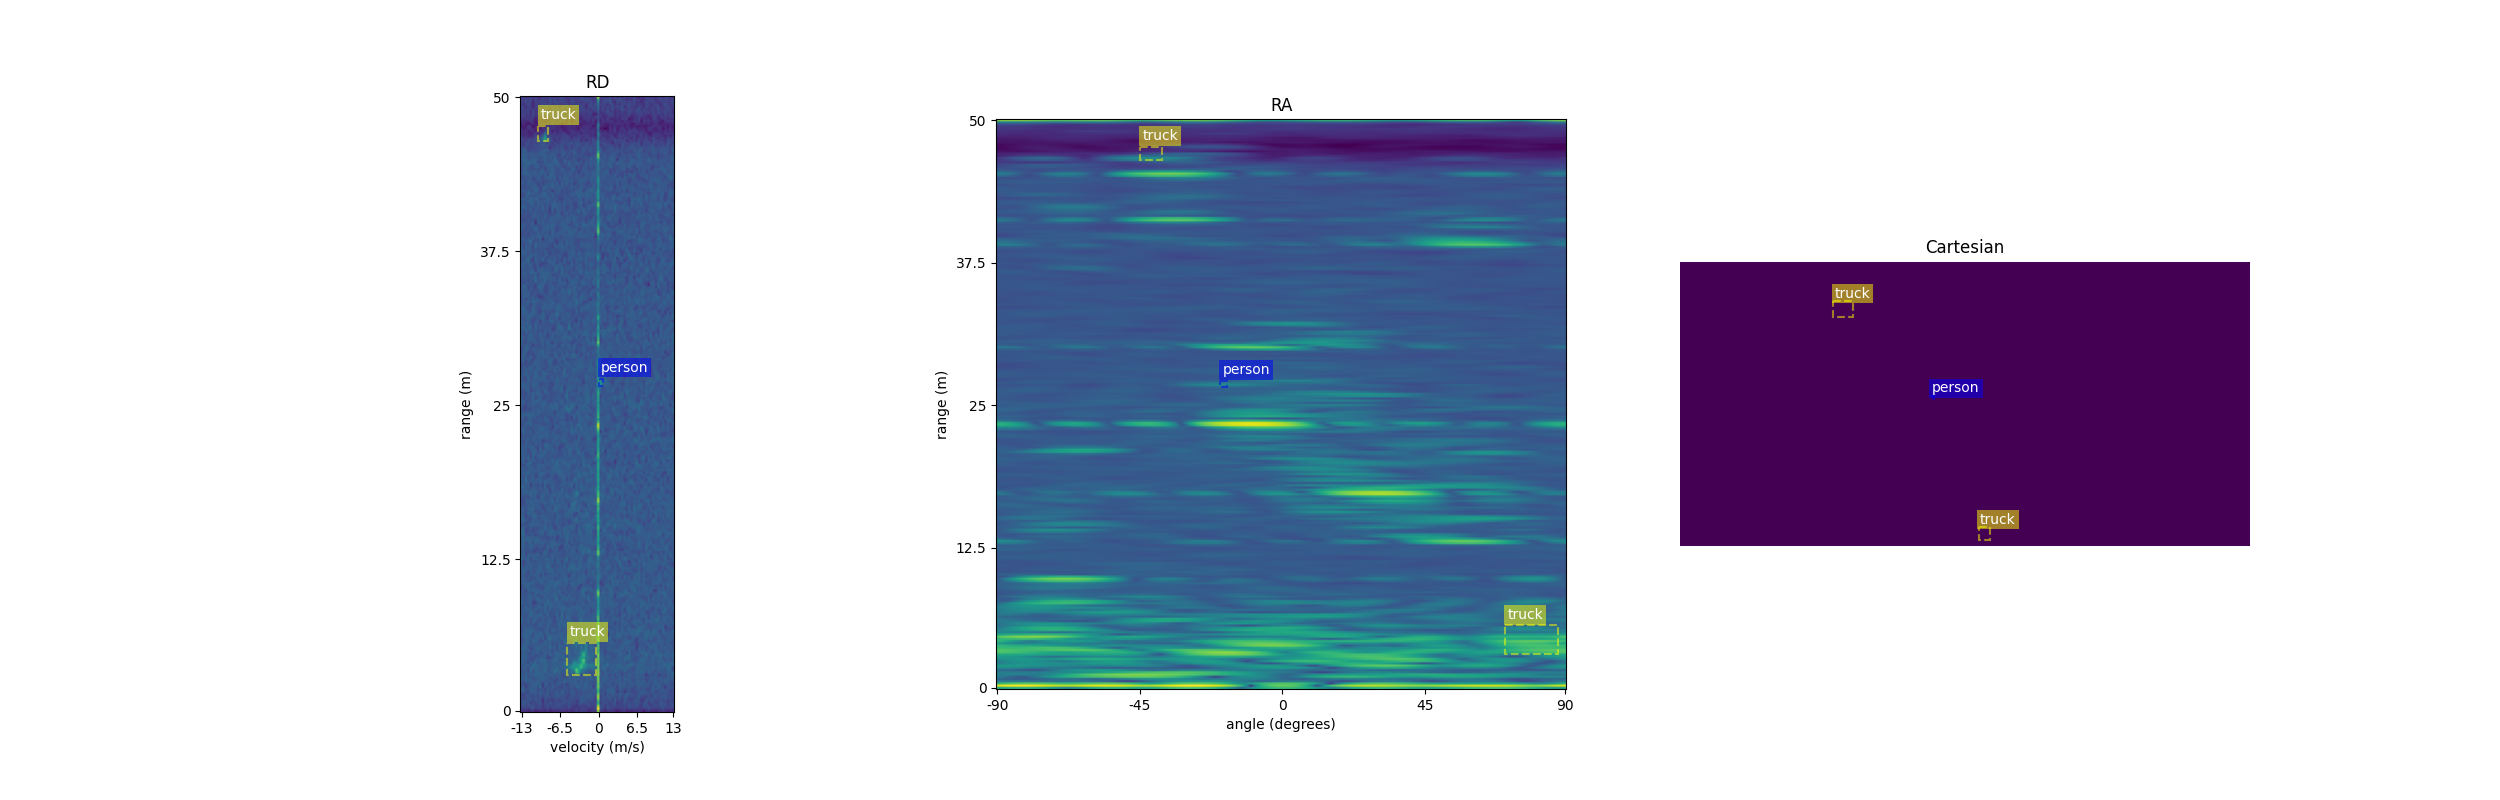 RD
50
37.5
25
12.5
0
range (m)
truck
person
truck
-13 -6.5 0 6.5 13
velocity (m/s)
RA
50
37.5
25
12.5
0
range (m)
truck
person
truck
-90 -45 0 45 90
angle (degrees)
Cartesian
truck
person
truck